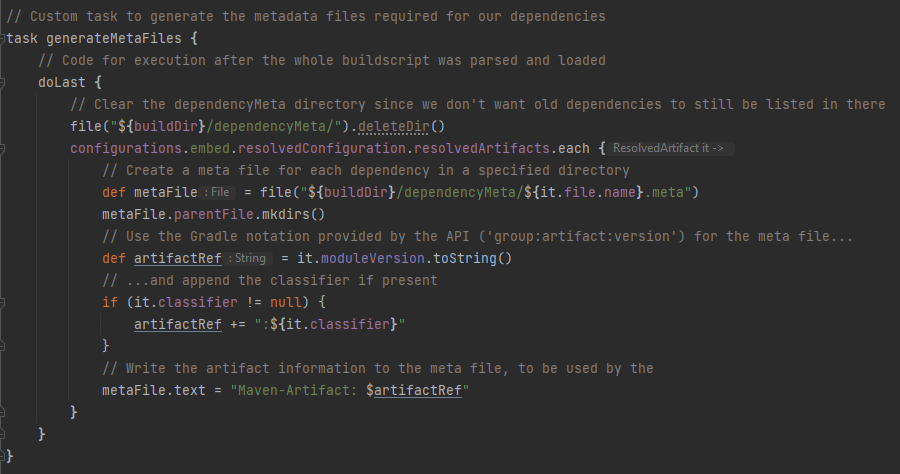 // Custom task to generate the metadata files required for our dependencies
task generateMetaFiles {
    // Code for execution after the whole buildscript was parsed and loaded
    doLast {
        // Clear the dependencyMeta directory since we don't want old dependencies to still be listed in there
        file("${buildDir}/dependencyMeta/").deleteDir()
        configurations.embed.resolvedConfiguration.resolvedArtifacts.each { ResolvedArtifact it ->
            // Create a meta file for each dependency in a specified directory
            def metaFile : File = file("${buildDir}/dependencyMeta/${it.file.name}.meta")
            metaFile.parentFile.mkdirs()
            // Use the Gradle notation provided by the API ('group:artifact:version') for the meta file...
            def artifactRef : String = it.moduleVersion.toString()
            // ...and append the classifier if present
            if (it.classifier != null) {
                artifactRef += ":${it.classifier}"
            }
            // Write the artifact information to the meta file, to be used by the
            metaFile.text = "Maven-Artifact: $artifactRef"
        }
    }
}